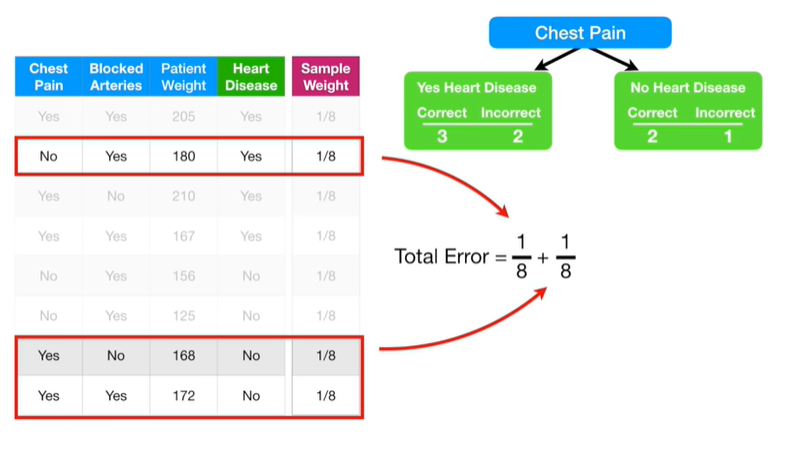 Chest Pain
Yes Heart Disease
Correct Incorrect
3 2
No Heart Disease
Correct Incorrect
2 1
Chest Pain Blocked Arteries Patient Weight Heart Disease Sample Weight
Yes Yes 205 Yes 1/8
No Yes 180 Yes 1/8
Yes No 210 Yes 1/8
Yes Yes 167 Yes 1/8
No Yes 156 No 1/8
No Yes 125 No 1/8
Yes No 168 No 1/8
Yes Yes 172 No 1/8
Total Error = 1/8 + 1/8